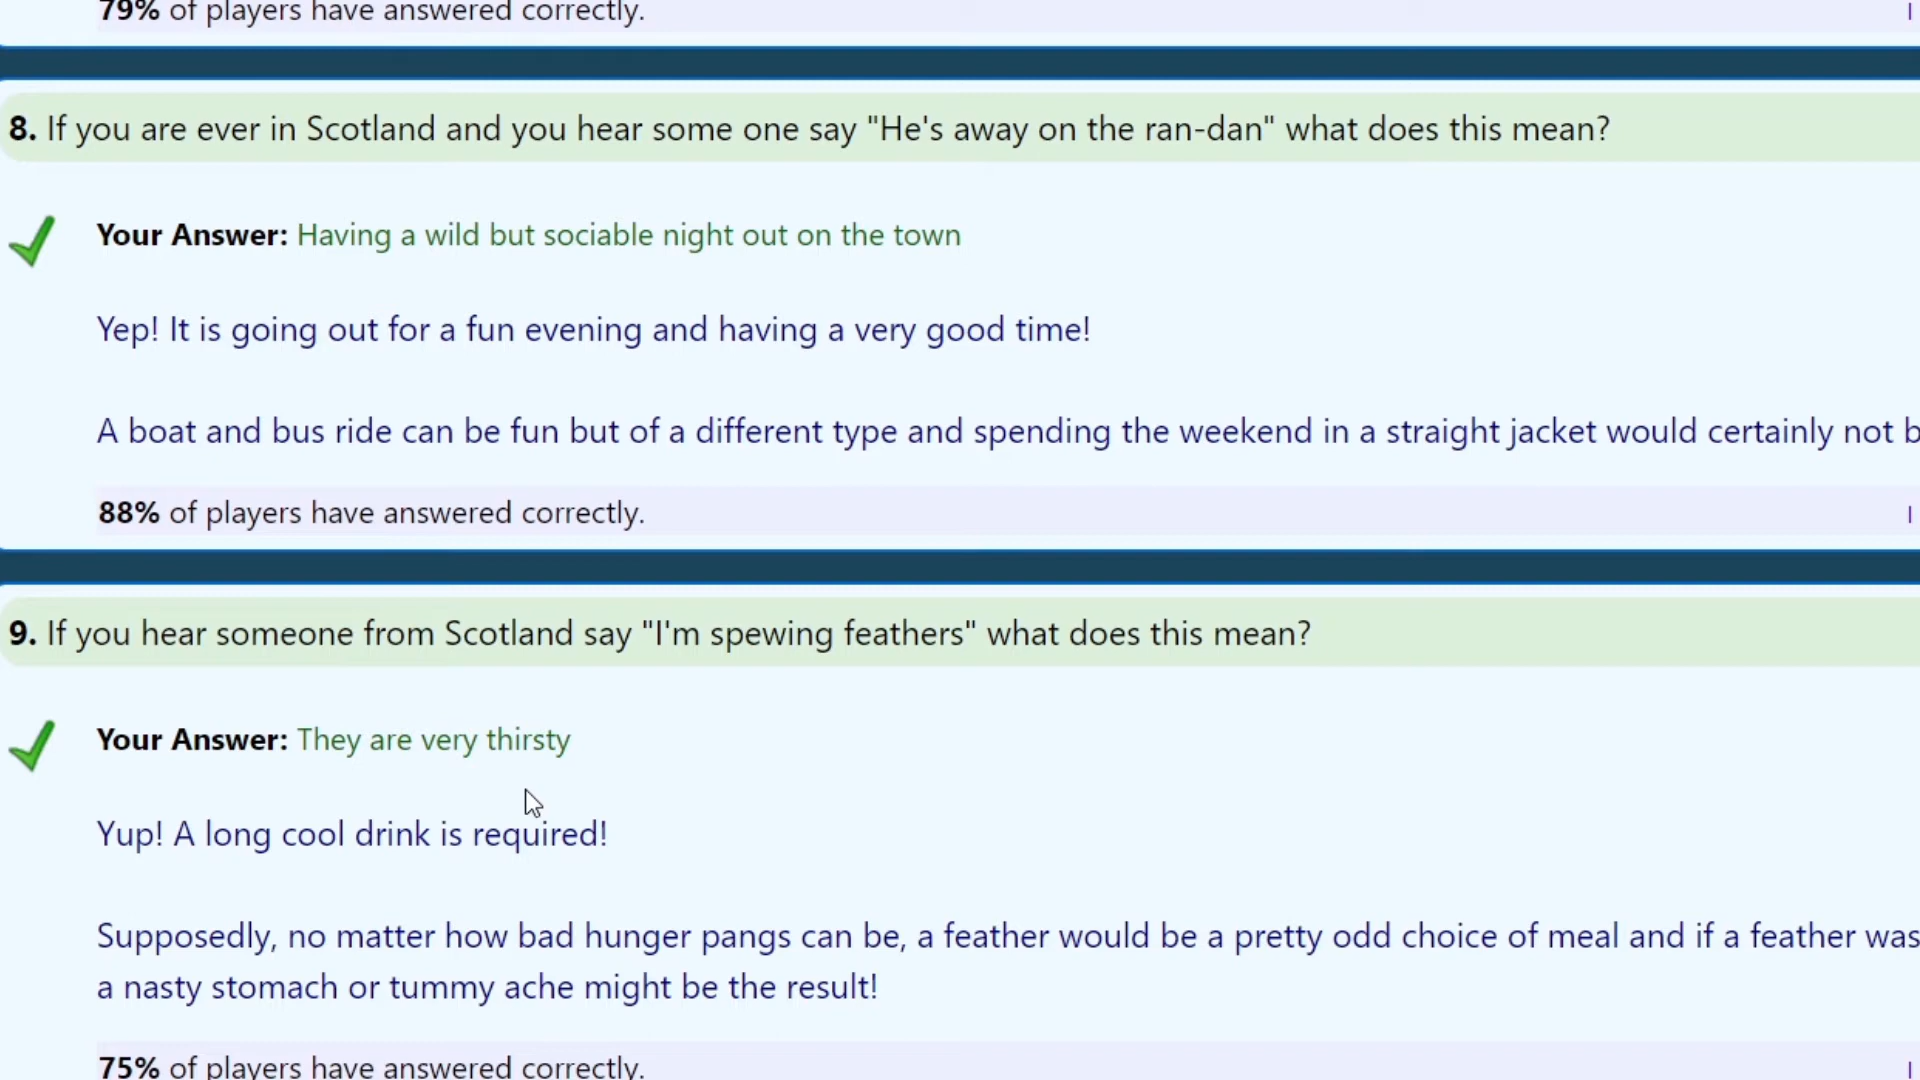 79% of players have answered correctly.
8. If you are ever in Scotland and you hear some one say "He's away on the ran-dan" what does this mean?
Your Answer: Having a wild but sociable night out on the town
Yep! It is going out for a fun evening and having a very good time!
A boat and bus ride can be fun but of a different type and spending the weekend in a straight jacket would certainly not
88% of players have answered correctly.
9. If you hear someone from Scotland say "I'm spewing feathers" what does this mean?
Your Answer: They are very thirsty
Yup! A long cool drink is required!
Supposedly, no matter how bad hunger pangs can be, a feather would be a pretty odd choice of meal and if a feather was
a nasty stomach or tummy ache might be the result!
75% of players have answered correctly.